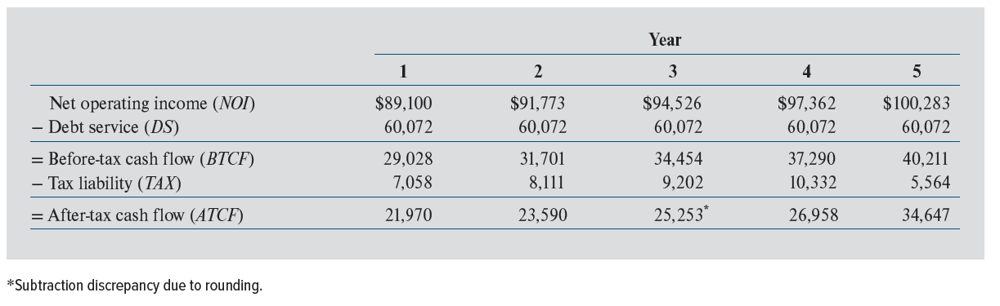 Year
1 2 3 4 5
Net operating income (NOI) $89,100 $91,773 $94,526 $97,362 $100,283
− Debt service (DS) 60,072 60,072 60,072 60,072 60,072
= Before-tax cash flow (BTCF) 29,028 31,701 34,454 37,290 40,211
− Tax liability (TAX) 7,058 8,111 9,202 10,332 5,564
= After-tax cash flow (ATCF) 21,970 23,590 25,253* 26,958 34,647
*Subtraction discrepancy due to rounding.